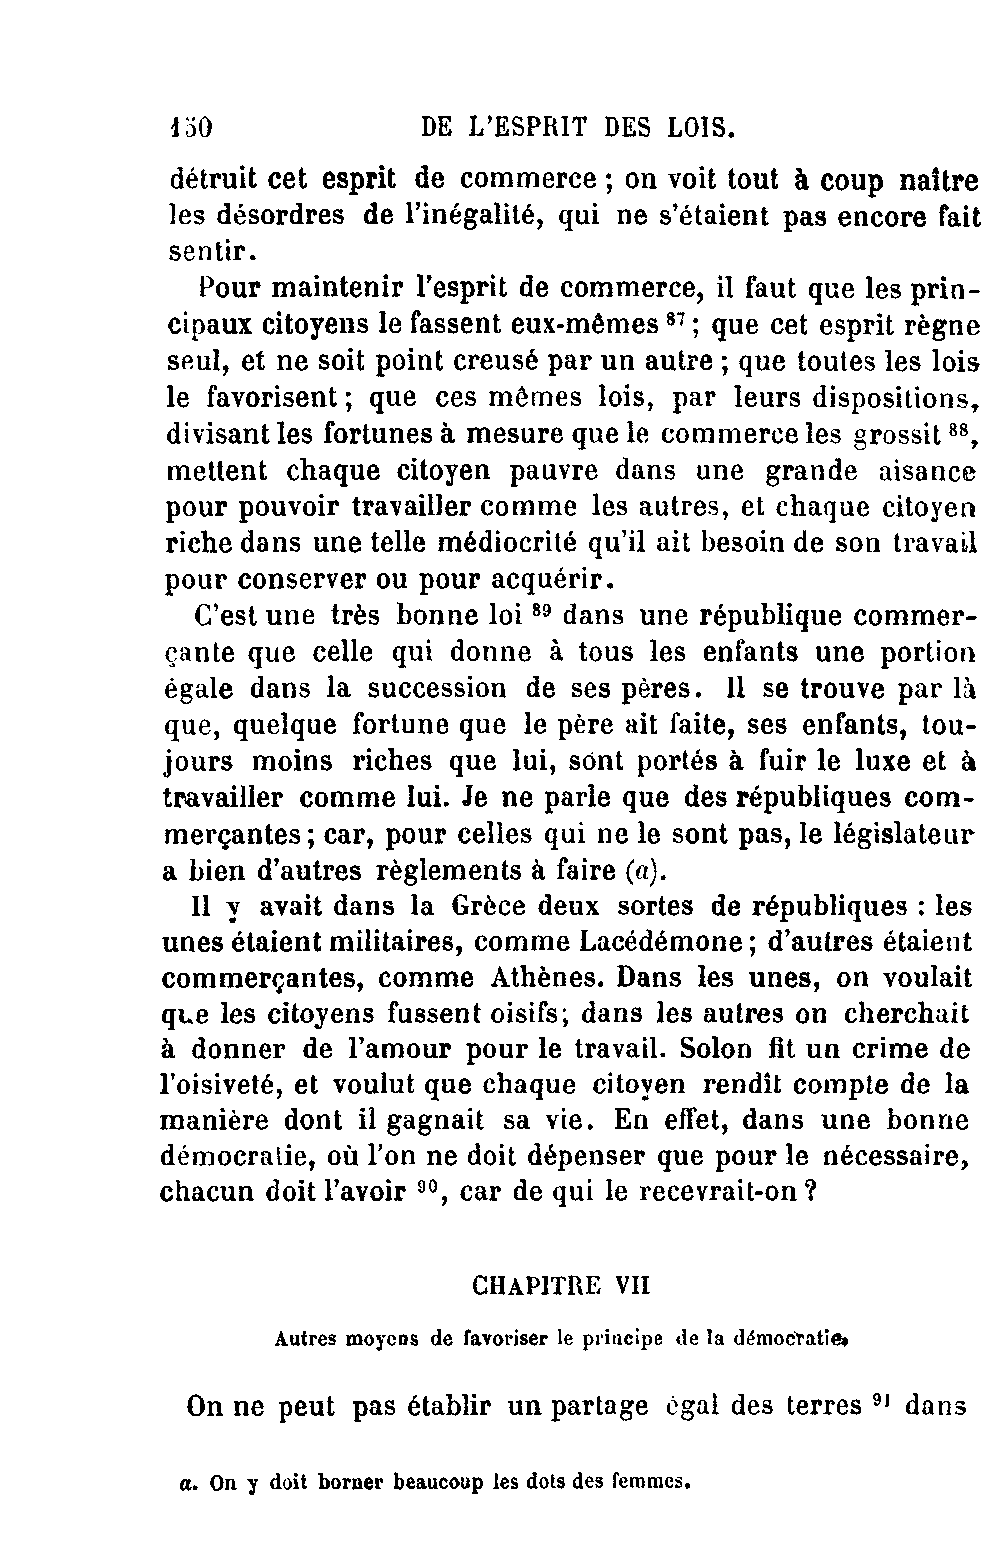 150 DE L'ESPRIT DES LOIS.
détruit cet esprit de commerce ; on voit tout à coup naître
les désordres de l'inégalité, qui ne s'étaient pas encore fait
sentir.
Pour maintenir l'esprit de commerce, il faut que les prin-
cipaux citoyens le fassent eux-mêmes ⁸⁷ ; que cet esprit règne
seul, et ne soit point creusé par un autre ; que toutes les lois
le favorisent ; que ces mêmes lois, par leurs dispositions,
divisant les fortunes à mesure que le commerce les grossit ⁸⁸,
mettent chaque citoyen pauvre dans une grande aisance
pour pouvoir travailler comme les autres, et chaque citoyen
riche dans une telle médiocrité qu'il ait besoin de son travail
pour conserver ou pour acquérir.
C'est une très bonne loi ⁸⁹ dans une république commer-
çante que celle qui donne à tous les enfants une portion
égale dans la succession de ses pères. Il se trouve par là
que, quelque fortune que le père ait faite, ses enfants, tou-
jours moins riches que lui, sont portés à fuir le luxe et à
travailler comme lui. Je ne parle que des républiques com-
merçantes ; car, pour celles qui ne le sont pas, le législateur
a bien d'autres règlements à faire (a).
Il y avait dans la Grèce deux sortes de républiques : les
unes étaient militaires, comme Lacédémone ; d'autres étaient
commerçantes, comme Athènes. Dans les unes, on voulait
que les citoyens fussent oisifs ; dans les autres on cherchait
à donner de l'amour pour le travail. Solon fit un crime de
l'oisiveté, et voulut que chaque citoyen rendît compte de la
manière dont il gagnait sa vie. En effet, dans une bonne
démocratie, où l'on ne doit dépenser que pour le nécessaire,
chacun doit l'avoir ⁹⁰, car de qui le recevrait-on ?
CHAPITRE VII
Autres moyens de favoriser le principe de la démocratie.
On ne peut pas établir un partage égal des terres ⁹¹ dans
a. On y doit borner beaucoup les dots des femmes.